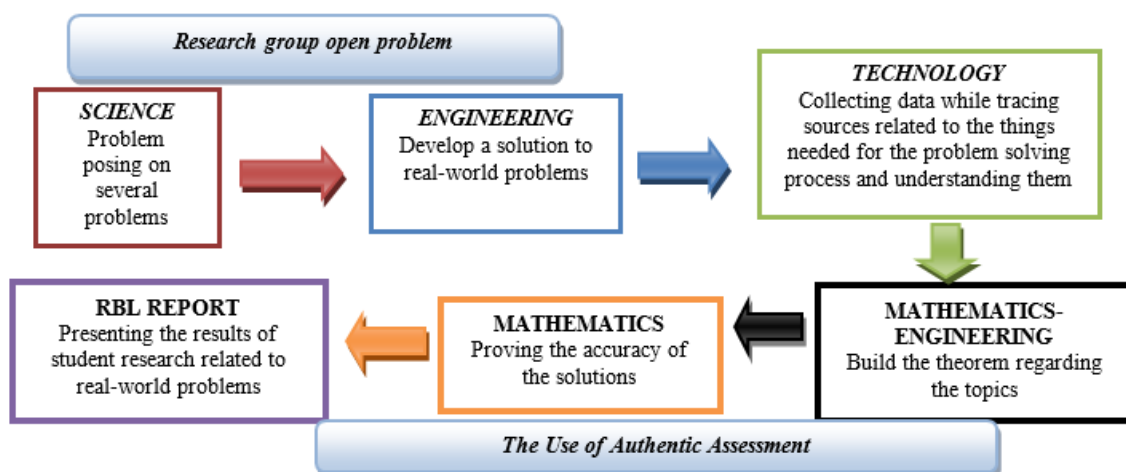 Research group open problem
SCIENCE
Problem
posing on
several
problems
ENGINEERING
Develop a solution to
real-world problems
TECHNOLOGY
Collecting data while tracing
sources related to the things
needed for the problem solving
process and understanding them
MATHEMATICS-
ENGINEERING
Build the theorem regarding
the topics
MATHEMATICS
Proving the accuracy of
the solutions
RBL REPORT
Presenting the results of
student research related to
real-world problems
The Use of Authentic Assessment